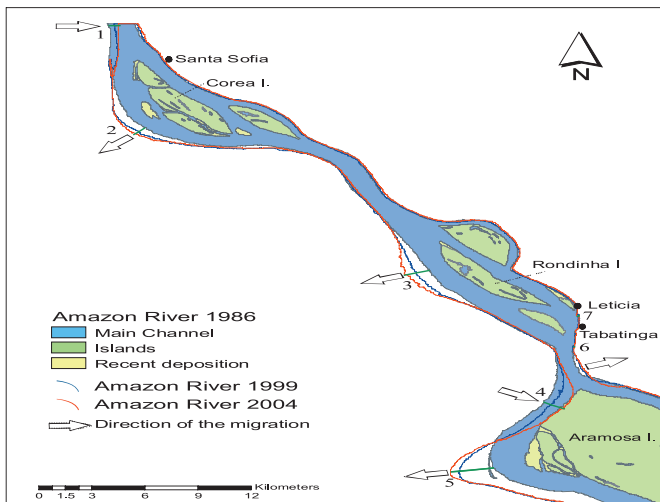 1
Santa Sofia
Corea I.
N
2
3
Rondinha I
Leticia
7
Tabatinga
6
Amazon River 1986
Main Channel
Islands
Recent deposition
Amazon River 1999
Amazon River 2004
Direction of the migration
4
Aramosa I.
5
Kilometers
0 1.5 3 6 9 12